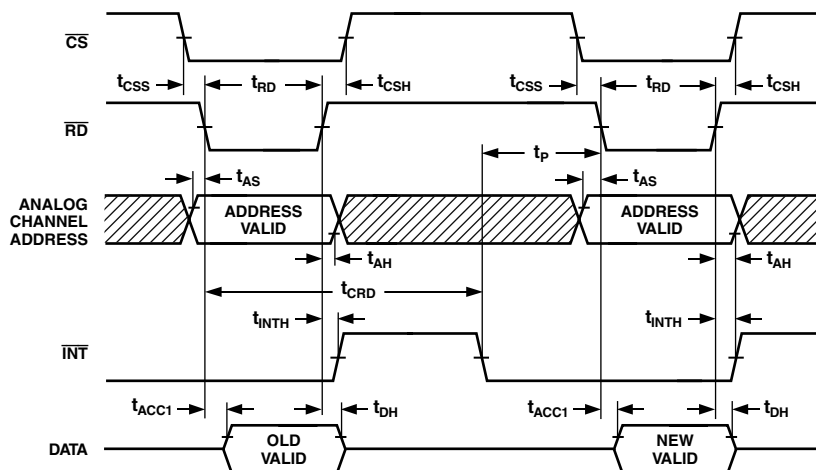 CS
tCSS tRD tCSH tCSS tRD tCSH
RD
tP
tAS tAS
ANALOG
CHANNEL
ADDRESS
ADDRESS
VALID
ADDRESS
VALID
tAH tAH
tCRD
tINTH tINTH
INT
tACC1 tDH tACC1 tDH
DATA
OLD
VALID
NEW
VALID